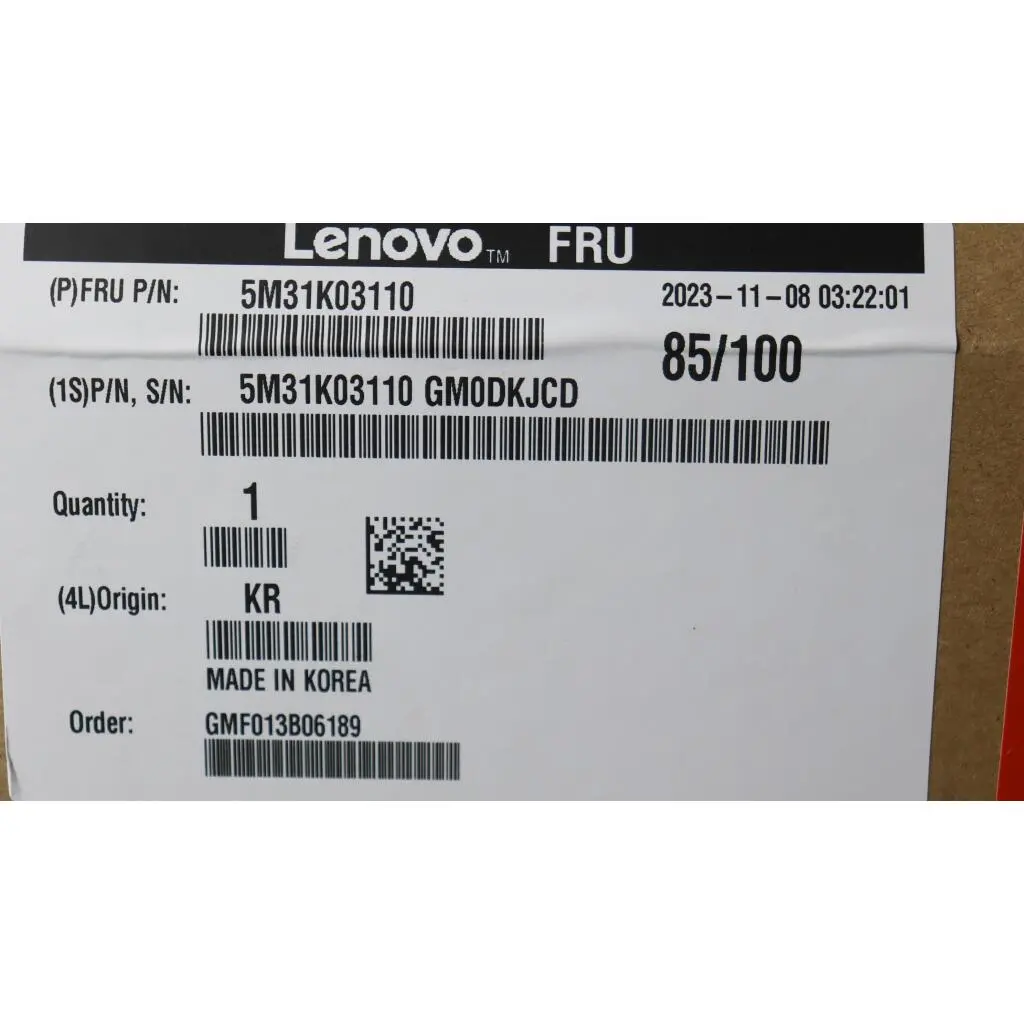 Lenovo™ FRU
(P)FRU P/N: 5M31K03110 2023-11-08 03:22:01
85/100
(1S)P/N, S/N: 5M31K03110 GM0DKJCD
Quantity: 1
(4L)Origin: KR
MADE IN KOREA
Order: GMF013B06189